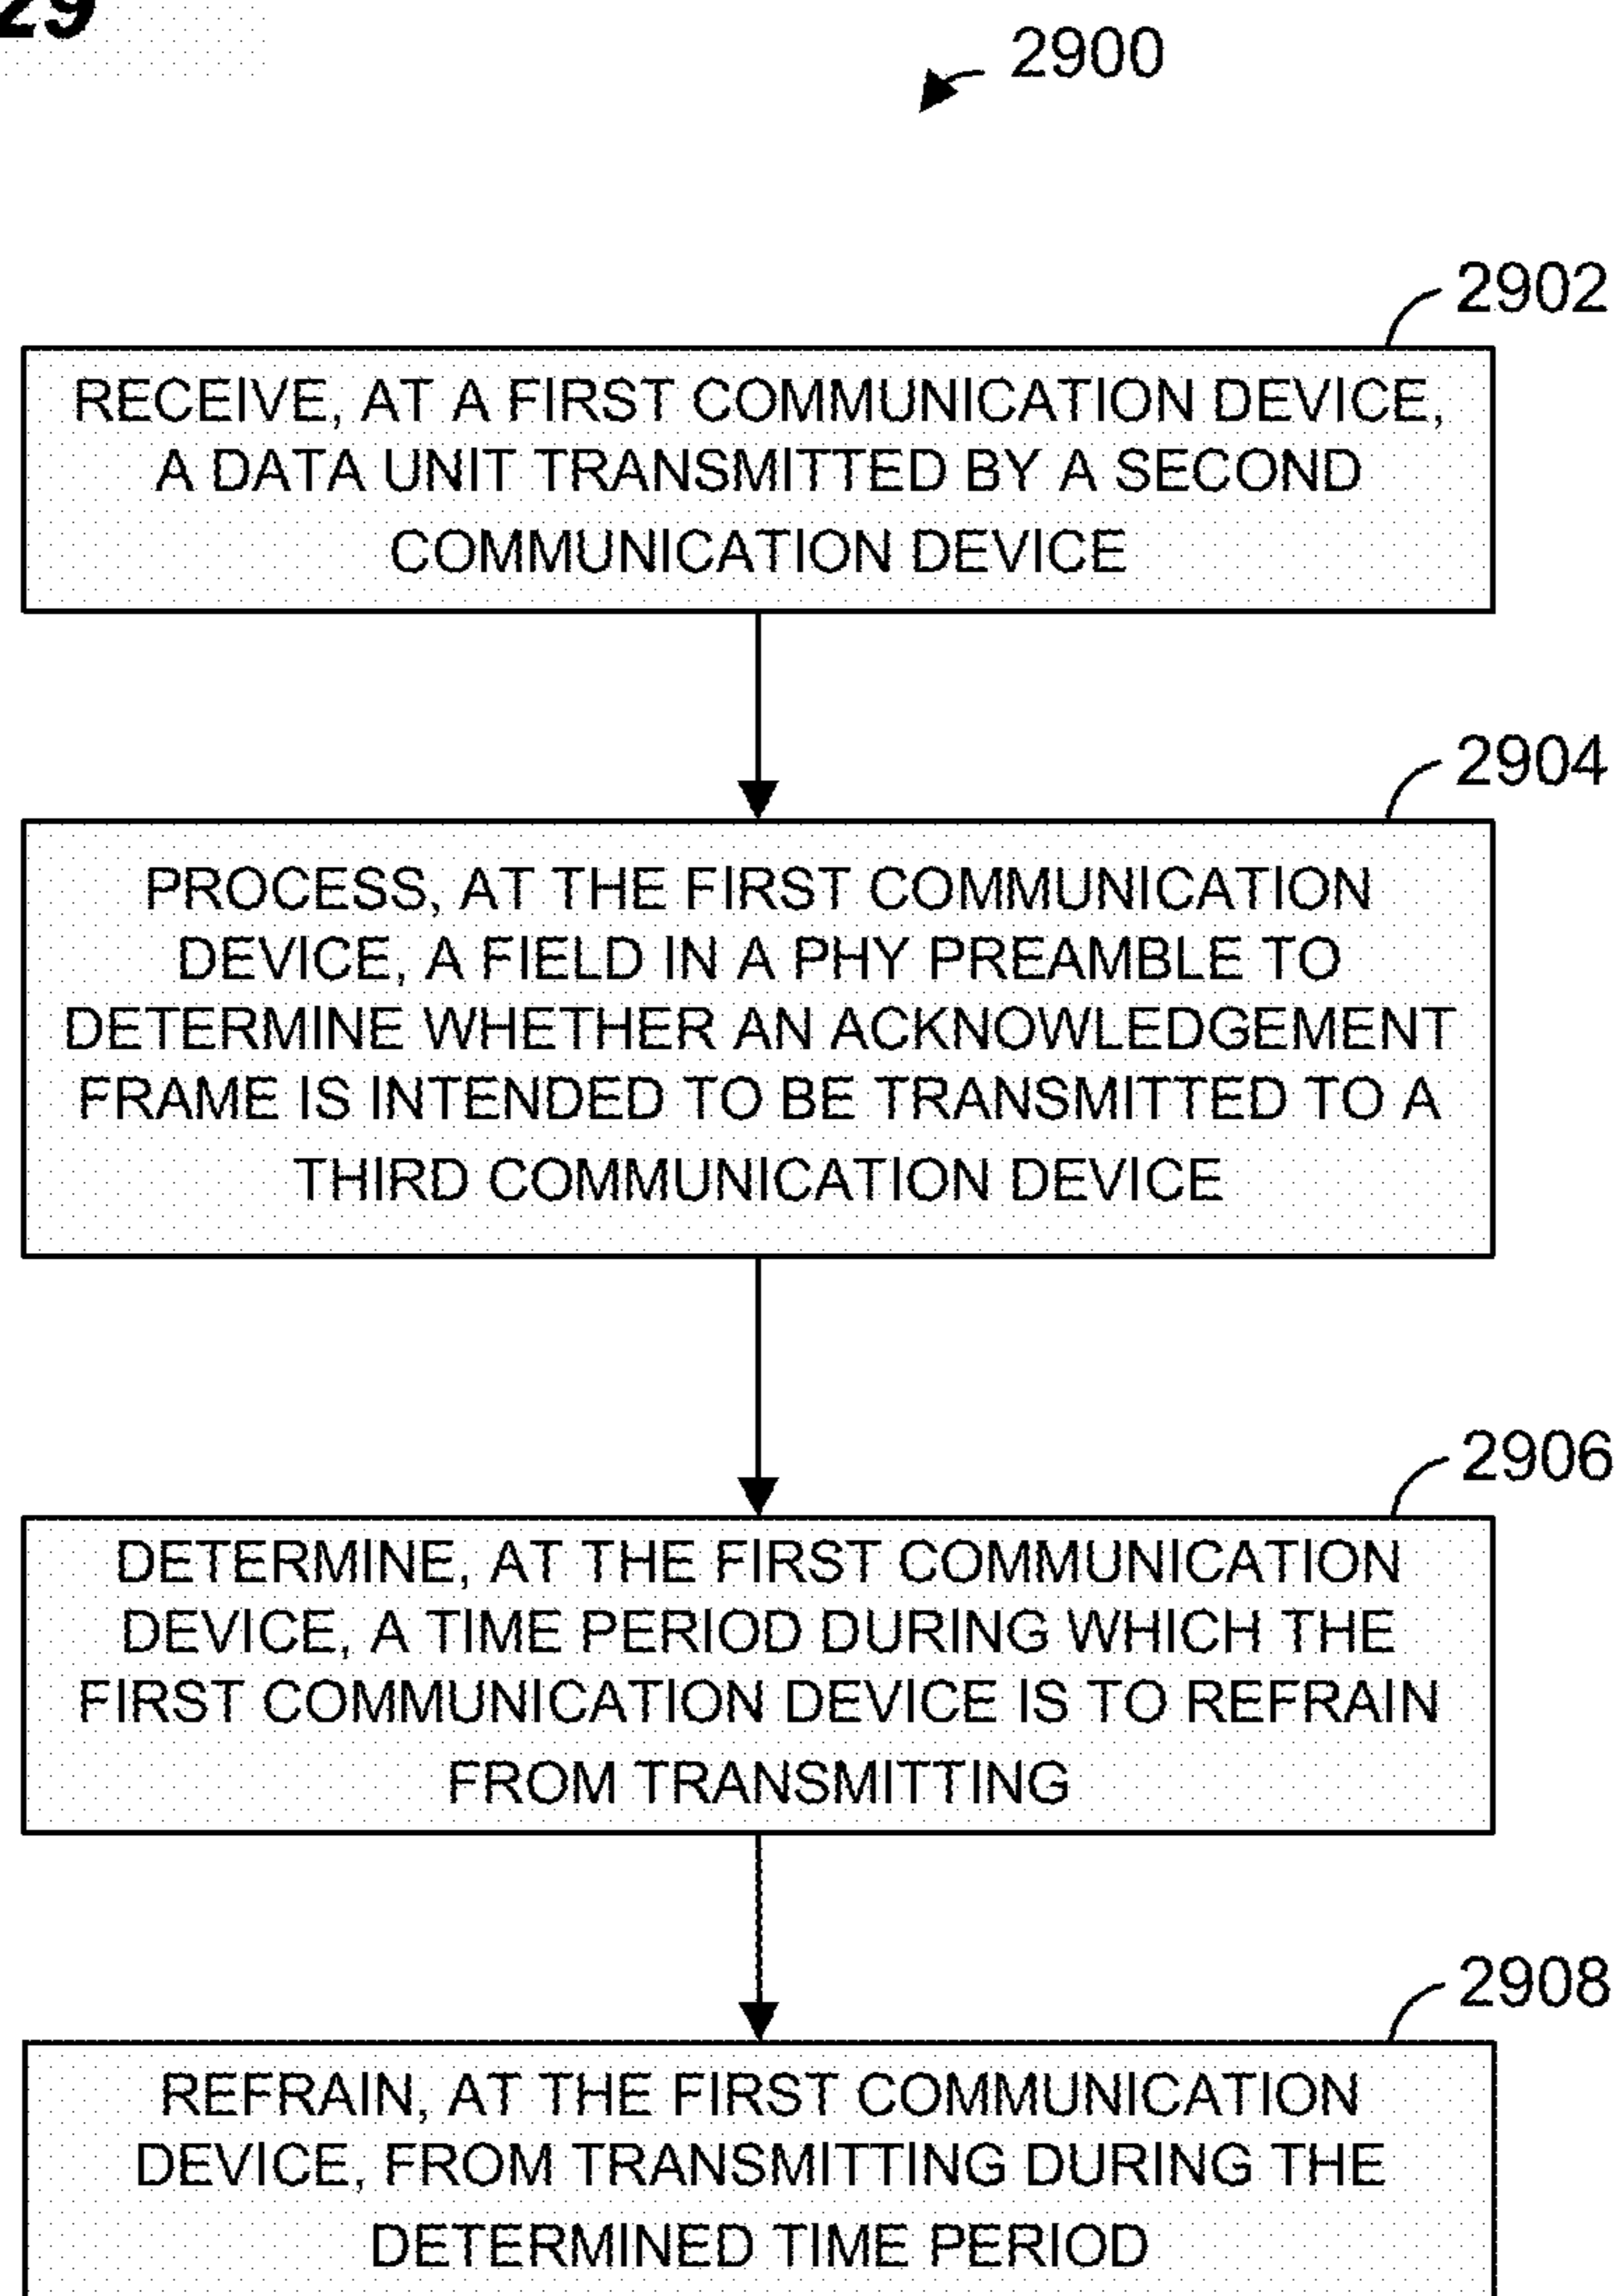 29
2900
2902
RECEIVE, AT A FIRST COMMUNICATION DEVICE,
A DATA UNIT TRANSMITTED BY A SECOND
COMMUNICATION DEVICE
2904
PROCESS, AT THE FIRST COMMUNICATION
DEVICE, A FIELD IN A PHY PREAMBLE TO
DETERMINE WHETHER AN ACKNOWLEDGEMENT
FRAME IS INTENDED TO BE TRANSMITTED TO A
THIRD COMMUNICATION DEVICE
2906
DETERMINE, AT THE FIRST COMMUNICATION
DEVICE, A TIME PERIOD DURING WHICH THE
FIRST COMMUNICATION DEVICE IS TO REFRAIN
FROM TRANSMITTING
2908
REFRAIN, AT THE FIRST COMMUNICATION
DEVICE, FROM TRANSMITTING DURING THE
DETERMINED TIME PERIOD